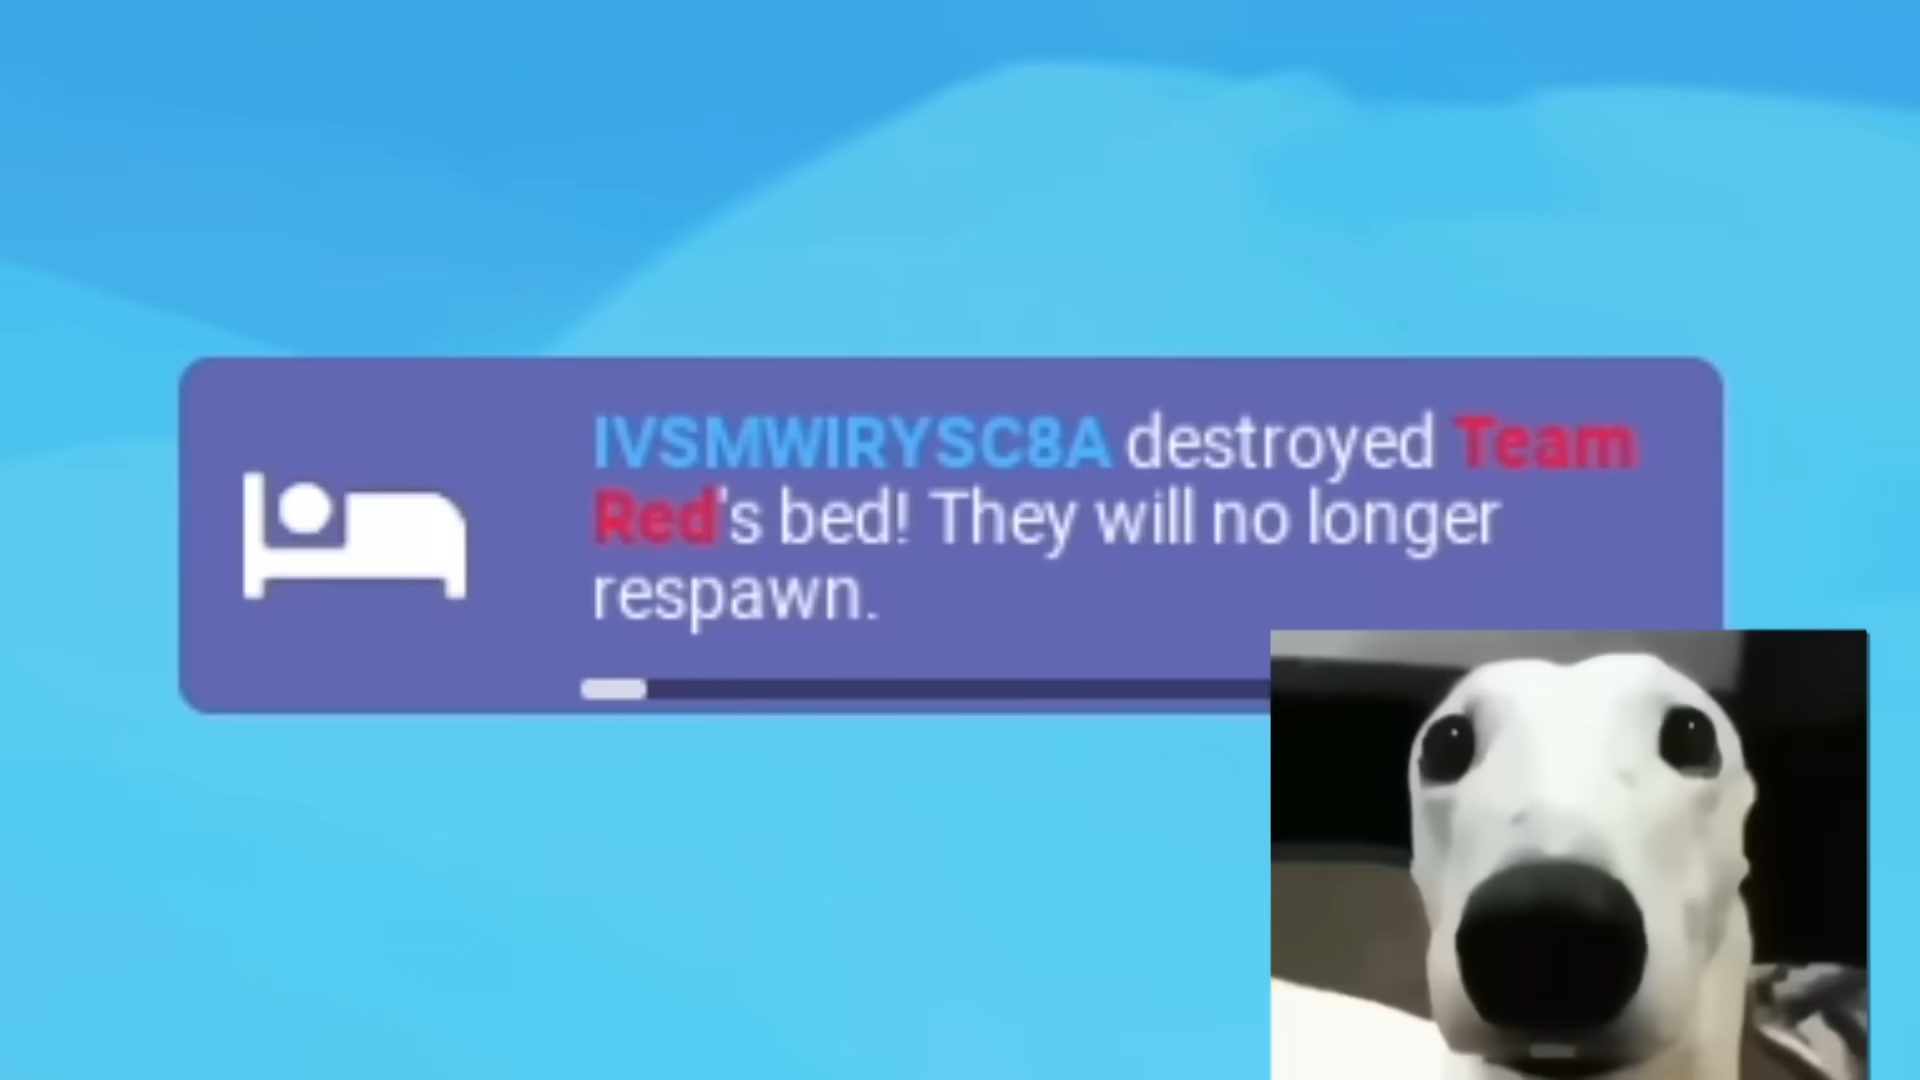 IVSMWIRYSC8A destroyed Team
Red's bed! They will no longer
respawn.